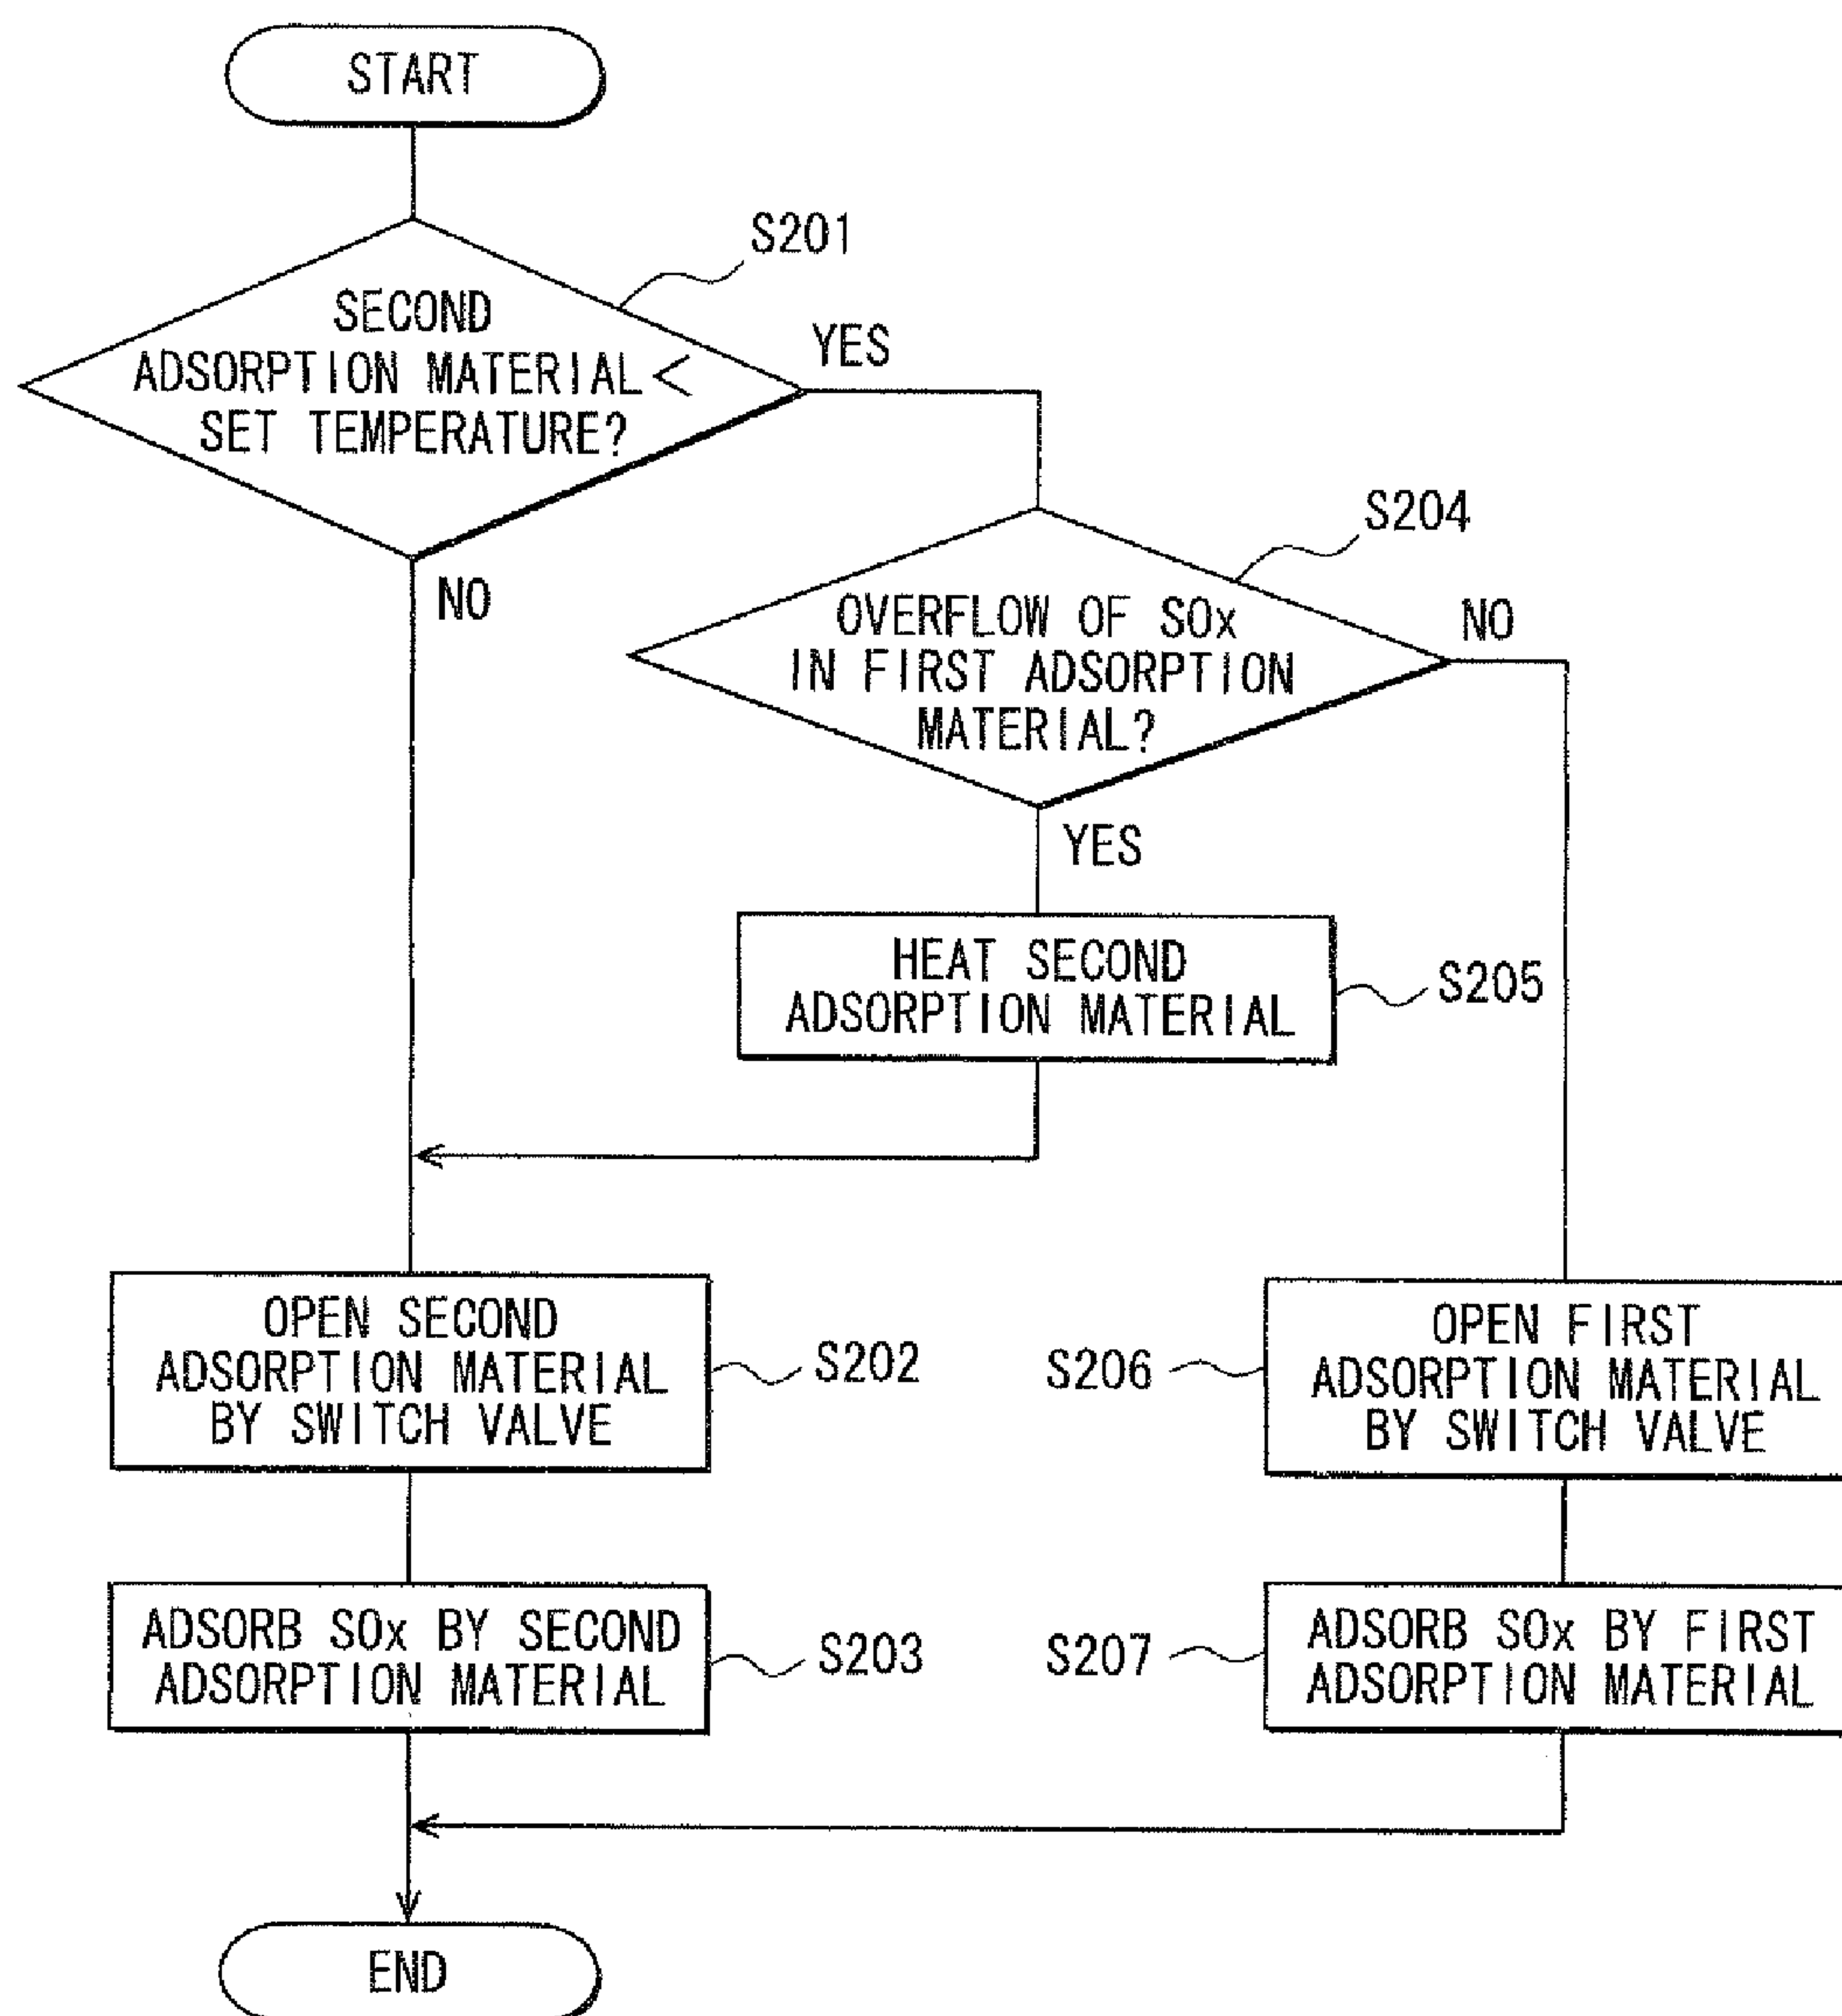 START
S201
SECOND
ADSORPTION MATERIAL <
SET TEMPERATURE?
YES
NO
S204
OVERFLOW OF SOx
IN FIRST ADSORPTION
MATERIAL?
NO
YES
HEAT SECOND
ADSORPTION MATERIAL
S205
OPEN SECOND
ADSORPTION MATERIAL
BY SWITCH VALVE
S202
S206
OPEN FIRST
ADSORPTION MATERIAL
BY SWITCH VALVE
ADSORB SOx BY SECOND
ADSORPTION MATERIAL
S203
S207
ADSORB SOx BY FIRST
ADSORPTION MATERIAL
END